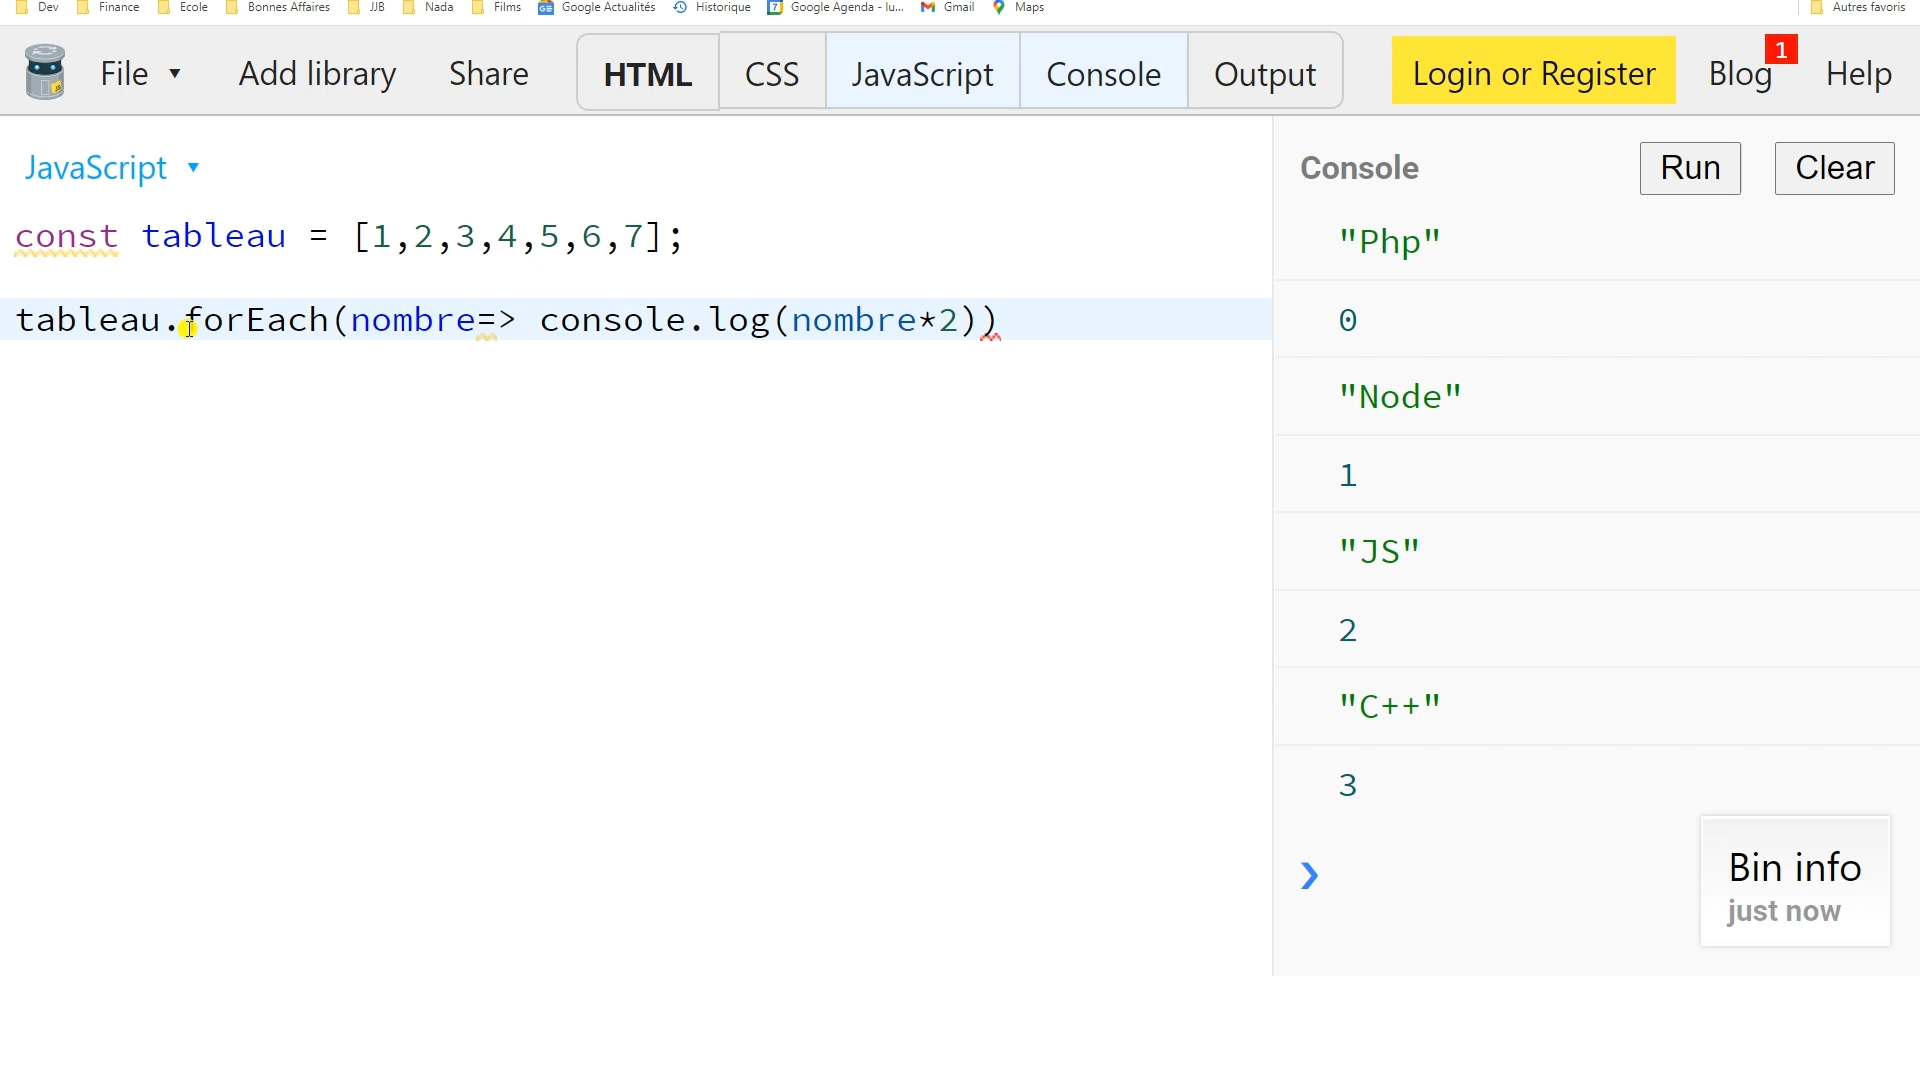 Dev Finance Ecole Bonnes Affaires JJB Nada Films Google Actualités Historique Google Agenda - lu... Gmail Maps Autres favoris
File ▼ Add library Share HTML CSS JavaScript Console Output Login or Register Blog 1 Help
JavaScript ▼
const tableau = [1,2,3,4,5,6,7];
tableau.forEach(nombre=> console.log(nombre*2))
Console Run Clear
"Php"
0
"Node"
1
"JS"
2
"C++"
3
Bin info
just now